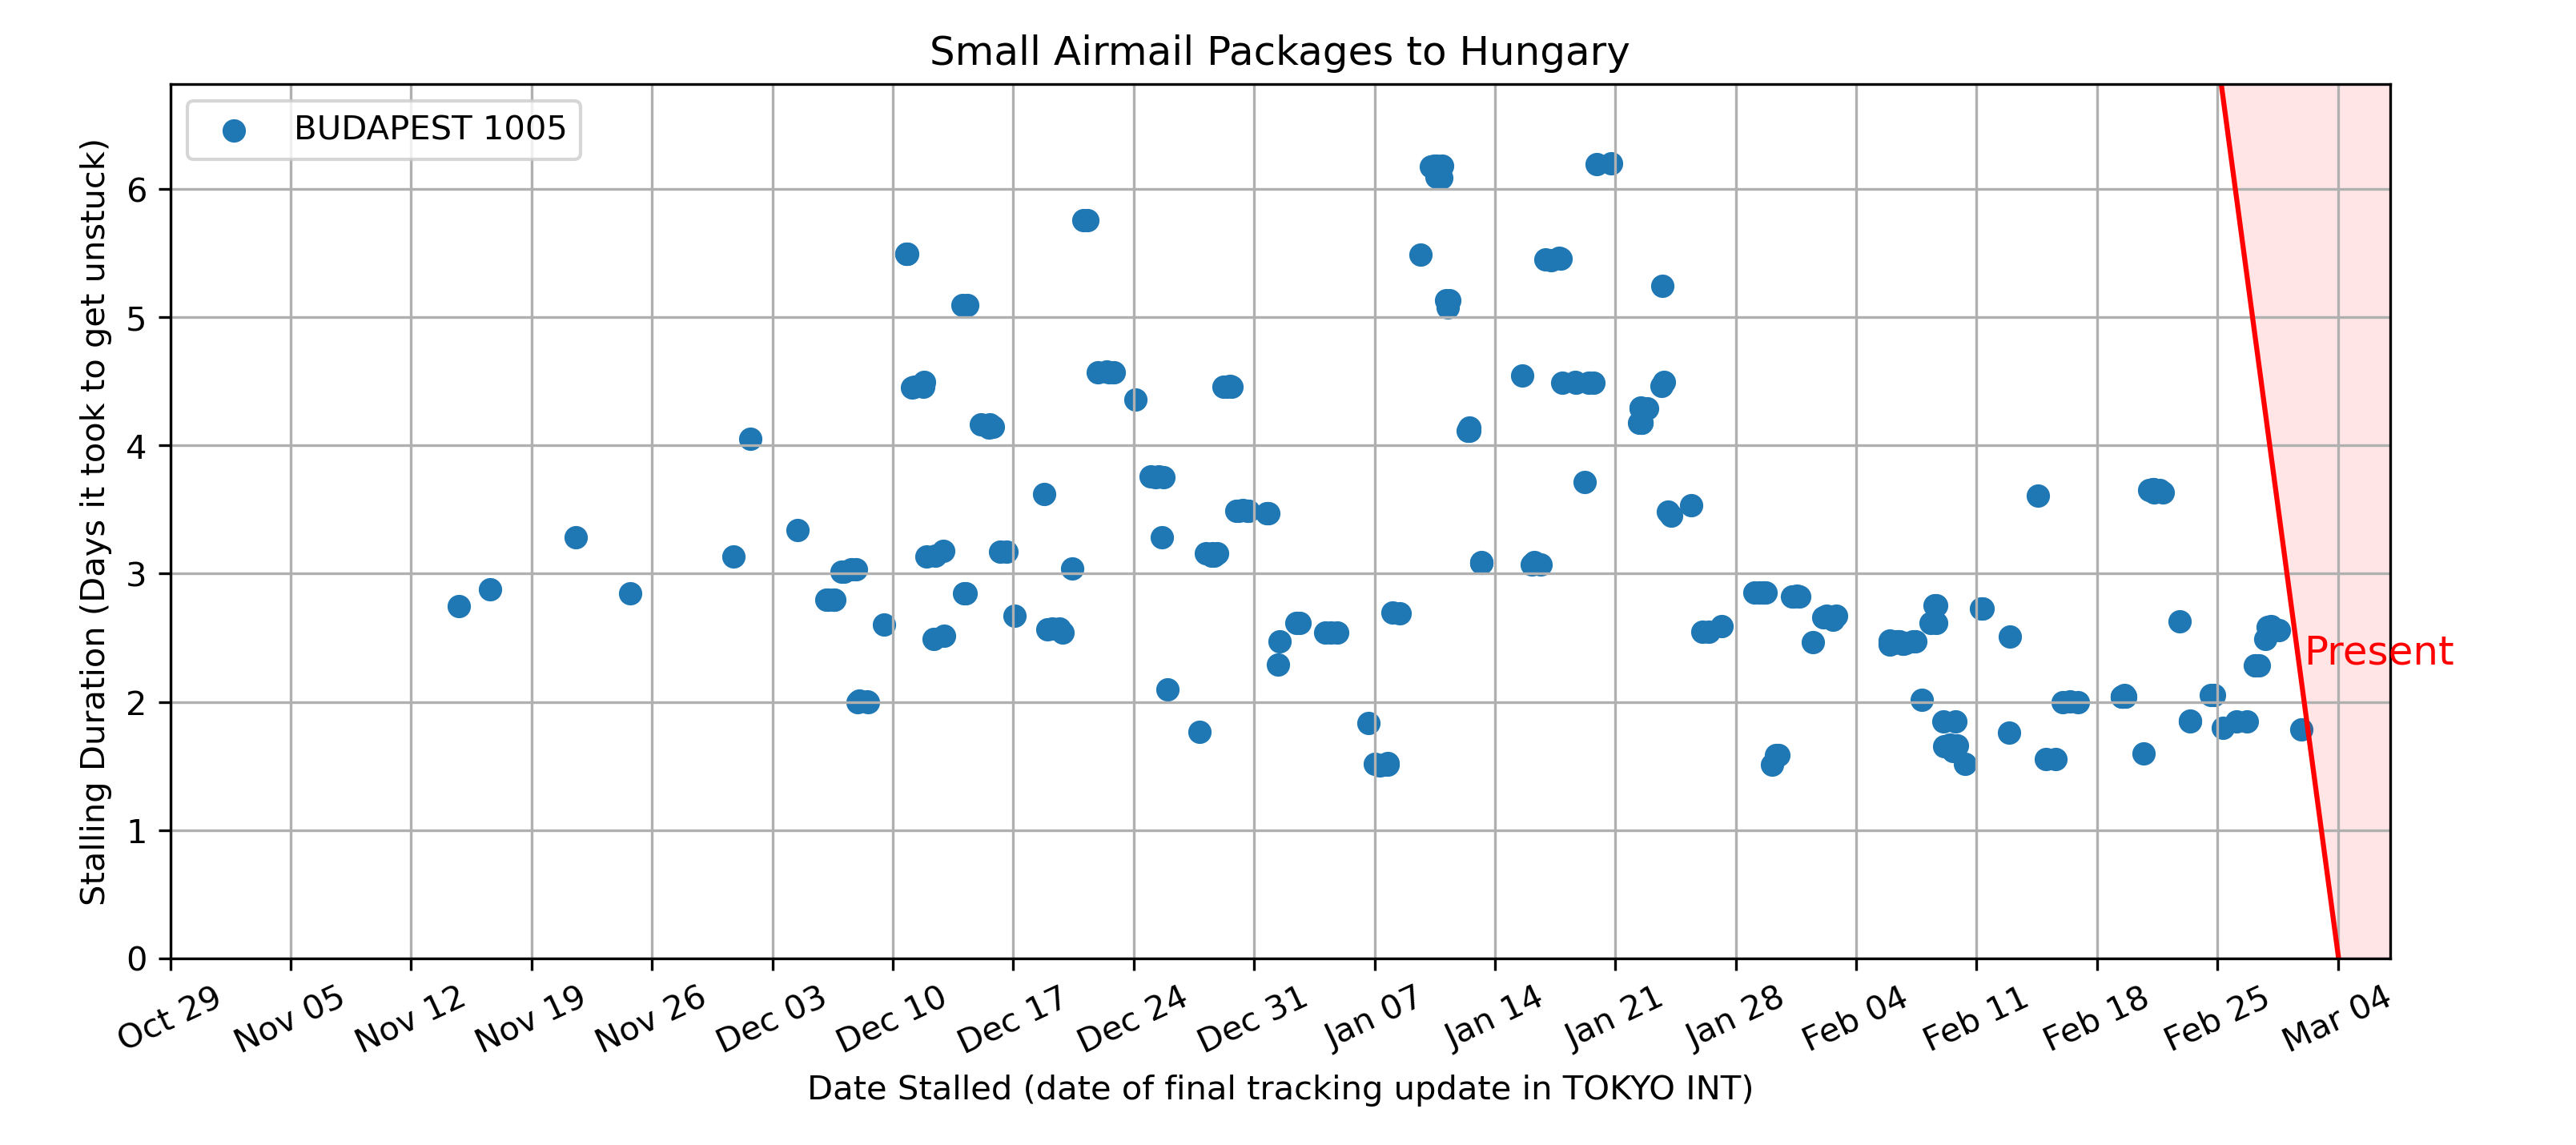 Small Airmail Packages to Hungary
BUDAPEST 1005
Stalling Duration (Days it took to get unstuck)
6
5
4
3
2
1
0
Present
Oct 29
Nov 05
Nov 12
Nov 19
Nov 26
Dec 03
Dec 10
Dec 17
Dec 24
Dec 31
Jan 07
Jan 14
Jan 21
Jan 28
Feb 04
Feb 11
Feb 18
Feb 25
Mar 04
Date Stalled (date of final tracking update in TOKYO INT)